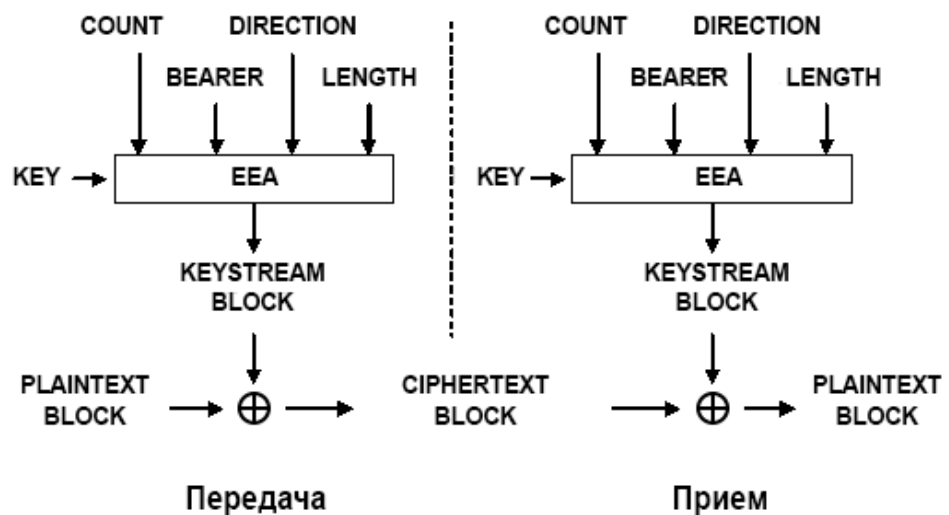 COUNT DIRECTION COUNT DIRECTION
BEARER LENGTH BEARER LENGTH
KEY EEA KEY EEA
KEYSTREAM KEYSTREAM
BLOCK BLOCK
PLAINTEXT CIPHERTEXT PLAINTEXT
BLOCK BLOCK BLOCK
Передача Прием